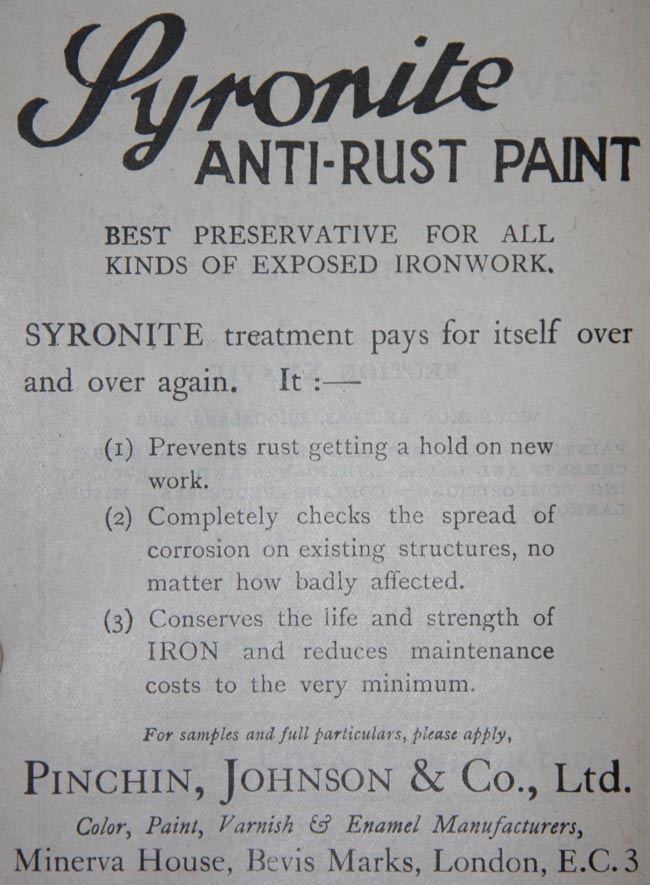 Syronite
ANTI-RUST PAINT
BEST PRESERVATIVE FOR ALL
KINDS OF EXPOSED IRONWORK.
SYRONITE treatment pays for itself over
and over again. It :—
(1) Prevents rust getting a hold on new
work.
(2) Completely checks the spread of
corrosion on existing structures, no
matter how badly affected.
(3) Conserves the life and strength of
IRON and reduces maintenance
costs to the very minimum.
For samples and full particulars, please apply,
PINCHIN, JOHNSON & Co., Ltd.
Color, Paint, Varnish & Enamel Manufacturers,
Minerva House, Bevis Marks, London, E.C.3